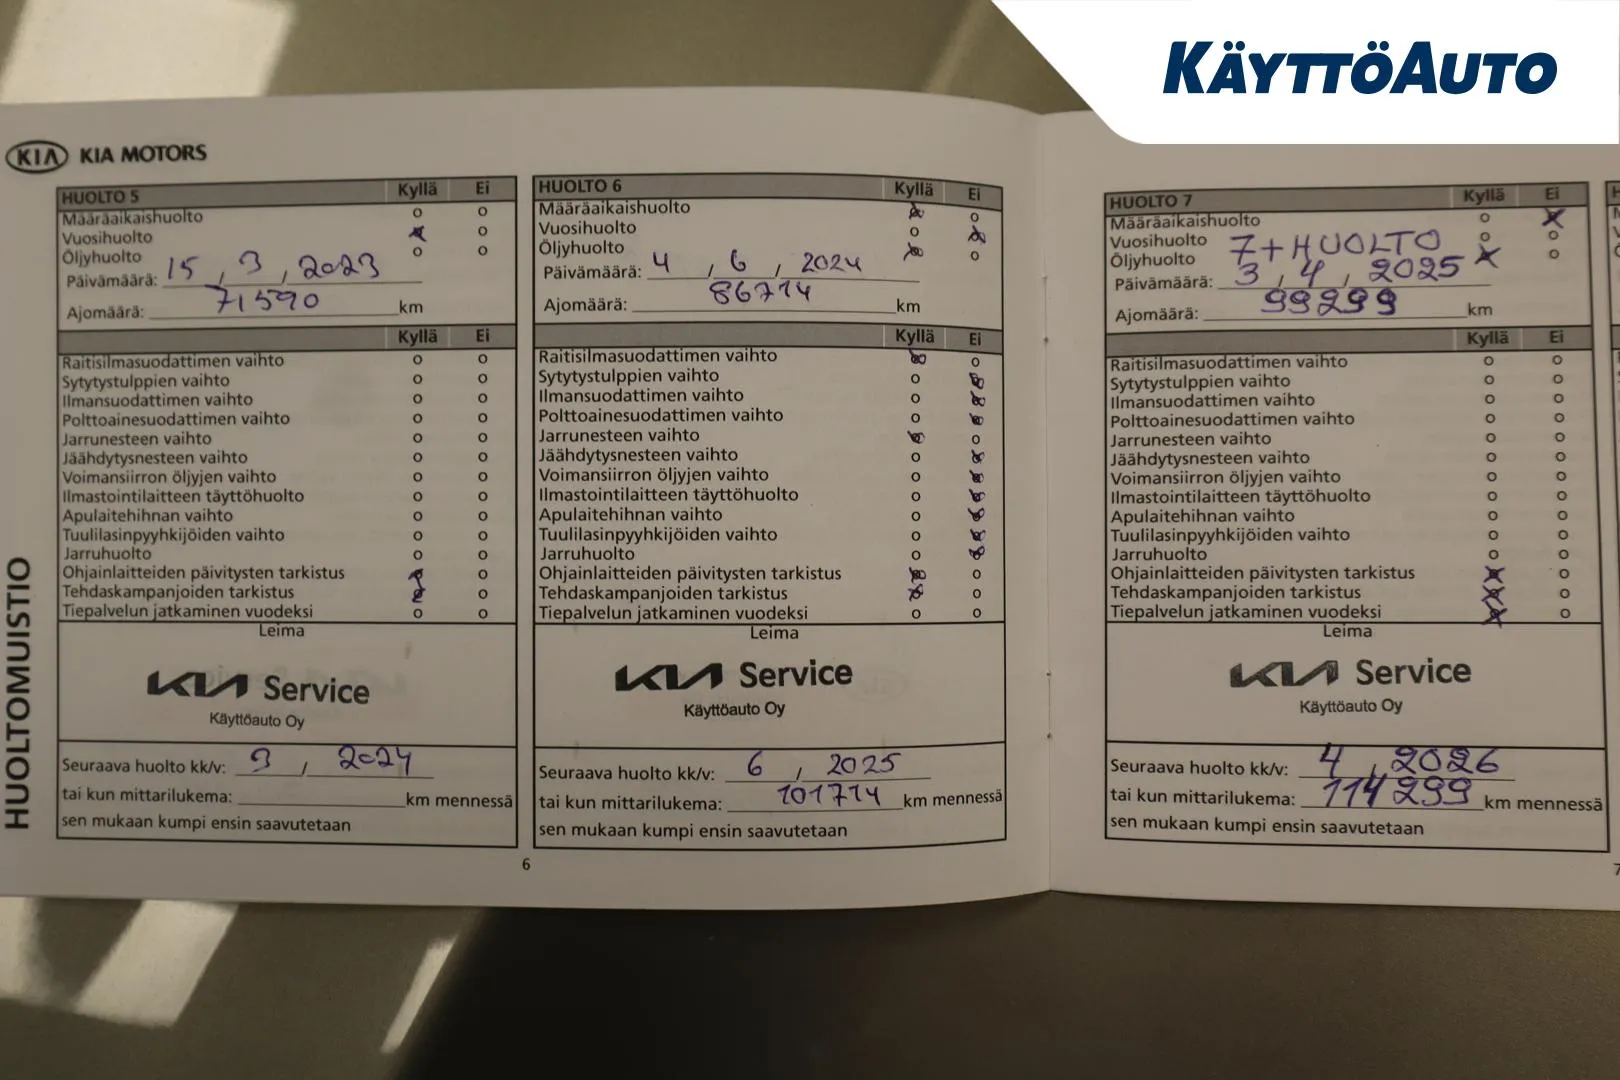 KÄYTTÖAUTO
KIA KIA MOTORS
HUOLTOMUISTIO
HUOLTO 5 Kyllä Ei
Määräaikaishuolto
Vuosihuolto
Öljyhuolto
Päivämäärä: 15, 3, 2023
Ajomäärä: 71590 km
Kyllä Ei
Raitisilmasuodattimen vaihto
Sytytystulppien vaihto
Ilmansuodattimen vaihto
Polttoainesuodattimen vaihto
Jarrunesteen vaihto
Jäähdytysnesteen vaihto
Voimansiirron öljyjen vaihto
Ilmastointilaitteen täyttöhuolto
Apulaitehihnan vaihto
Tuulilasinpyyhkijöiden vaihto
Jarruhuolto
Ohjainlaitteiden päivitysten tarkistus
Tehdaskampanjoiden tarkistus
Tiepalvelun jatkaminen vuodeksi
Leima
KIA Service
Käyttöauto Oy
Seuraava huolto kk/v: 3 / 2024
tai kun mittarilukema: km mennessä
sen mukaan kumpi ensin saavutetaan
6
HUOLTO 6 Kyllä Ei
Määräaikaishuolto
Vuosihuolto
Öljyhuolto
Päivämäärä: 4 / 6 / 2024
Ajomäärä: 86714 km
Kyllä Ei
Raitisilmasuodattimen vaihto
Sytytystulppien vaihto
Ilmansuodattimen vaihto
Polttoainesuodattimen vaihto
Jarrunesteen vaihto
Jäähdytysnesteen vaihto
Voimansiirron öljyjen vaihto
Ilmastointilaitteen täyttöhuolto
Apulaitehihnan vaihto
Tuulilasinpyyhkijöiden vaihto
Jarruhuolto
Ohjainlaitteiden päivitysten tarkistus
Tehdaskampanjoiden tarkistus
Tiepalvelun jatkaminen vuodeksi
Leima
KIA Service
Käyttöauto Oy
Seuraava huolto kk/v: 6 , 2025
tai kun mittarilukema: 101714 km mennessä
sen mukaan kumpi ensin saavutetaan
HUOLTO 7 Kyllä Ei
Määräaikaishuolto
Vuosihuolto 7+HUOLTO
Öljyhuolto
Päivämäärä: 3 , 4 , 2025
Ajomäärä: 99299 km
Kyllä Ei
Raitisilmasuodattimen vaihto
Sytytystulppien vaihto
Ilmansuodattimen vaihto
Polttoainesuodattimen vaihto
Jarrunesteen vaihto
Jäähdytysnesteen vaihto
Voimansiirron öljyjen vaihto
Ilmastointilaitteen täyttöhuolto
Apulaitehihnan vaihto
Tuulilasinpyyhkijöiden vaihto
Jarruhuolto
Ohjainlaitteiden päivitysten tarkistus
Tehdaskampanjoiden tarkistus
Tiepalvelun jatkaminen vuodeksi
Leima
KIA Service
Käyttöauto Oy
Seuraava huolto kk/v: 4 , 2026
tai kun mittarilukema: 114 299 km mennessä
sen mukaan kumpi ensin saavutetaan